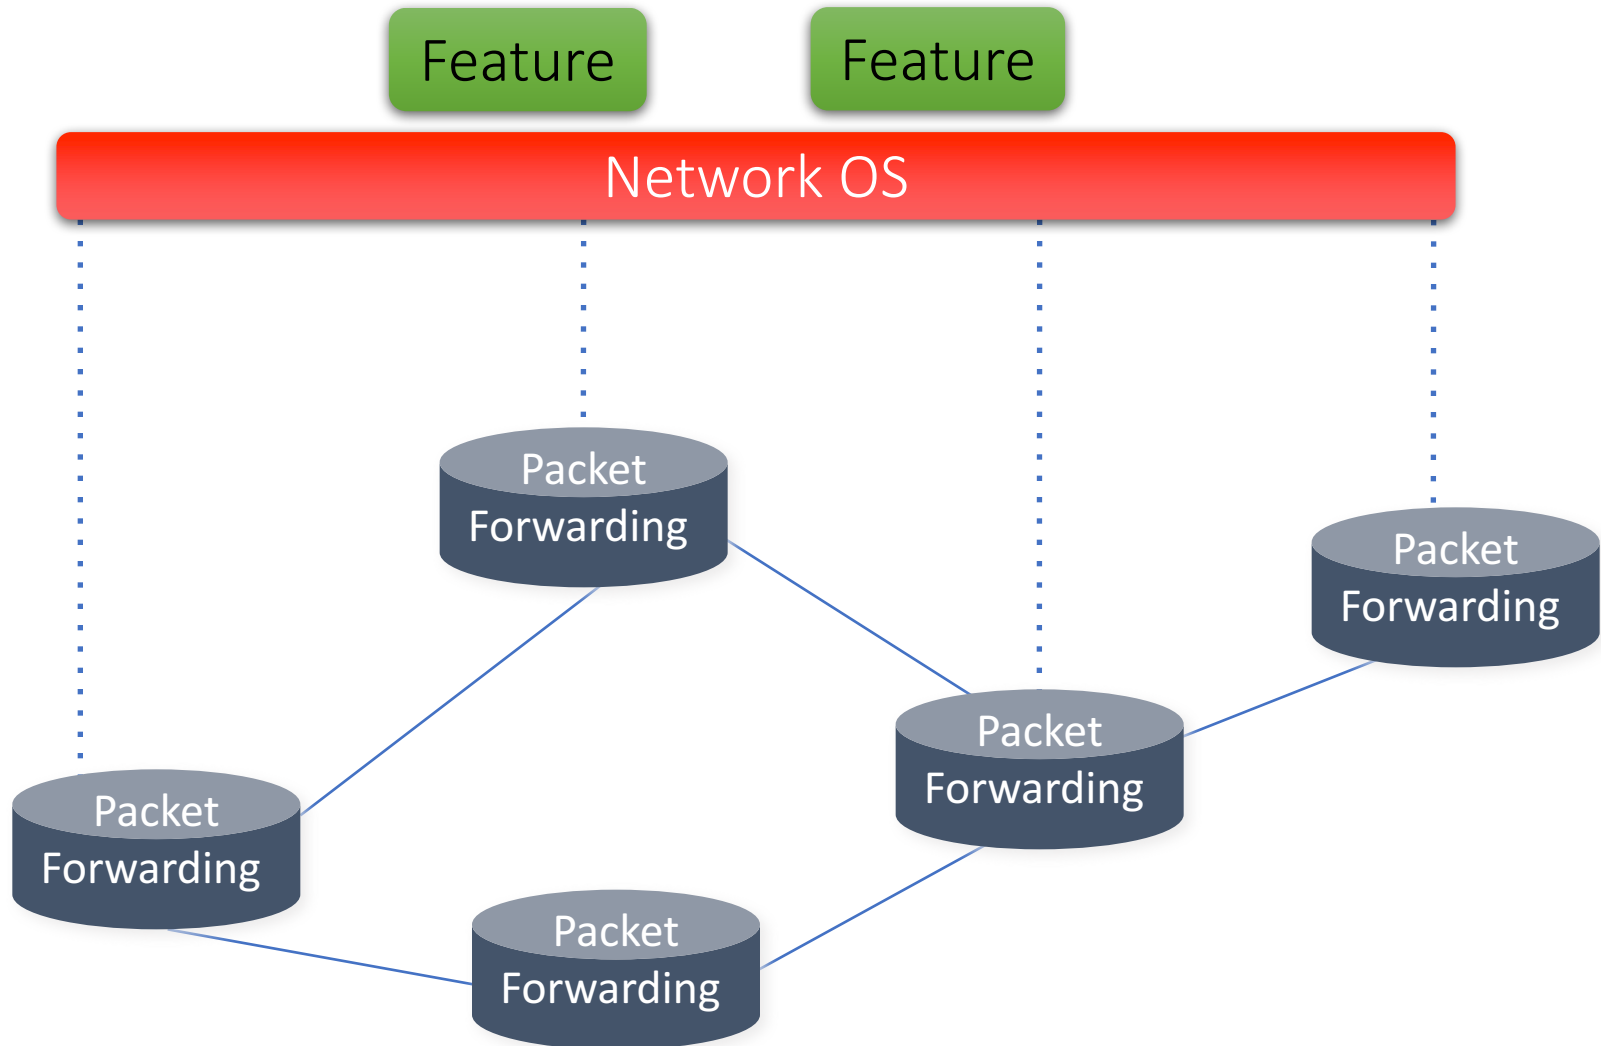 Feature
Feature
Network OS
Packet
Forwarding
Packet
Forwarding
Packet
Forwarding
Packet
Forwarding
Packet
Forwarding